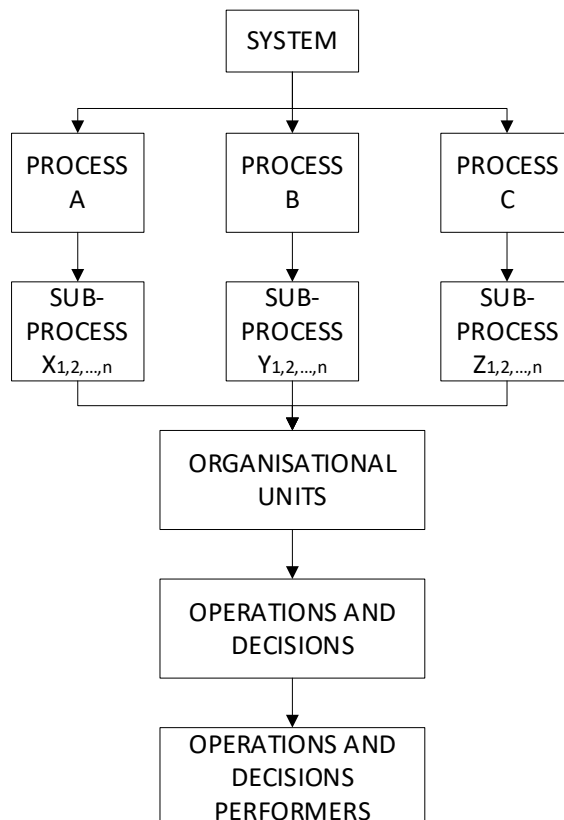 SYSTEM
PROCESS
A
PROCESS
B
PROCESS
C
SUB-
PROCESS
X1,2,...,n
SUB-
PROCESS
Y1,2,...,n
SUB-
PROCESS
Z1,2,...,n
ORGANISATIONAL
UNITS
OPERATIONS AND
DECISIONS
OPERATIONS AND
DECISIONS
PERFORMERS